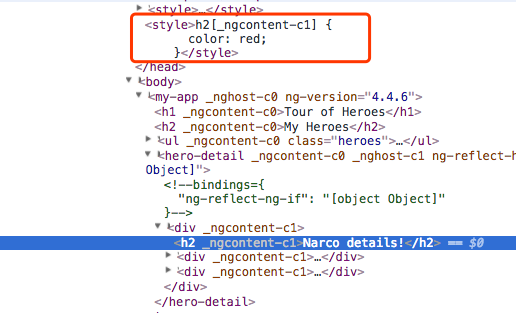 <style>…</style>
<style>h2[_ngcontent-c1] {
color: red;
}</style>
</head>
<body>
<my-app _nghost-c0 ng-version="4.4.6">
<h1 _ngcontent-c0>Tour of Heroes</h1>
<h2 _ngcontent-c0>My Heroes</h2>
<ul _ngcontent-c0 class="heroes">…</ul>
<hero-detail _ngcontent-c0 _nghost-c1 ng-reflect-h
Object]">
<!--bindings={
"ng-reflect-ng-if": "[object Object]"
}-->
<div _ngcontent-c1>
<h2 _ngcontent-c1>Narco details!</h2> == $0
<div _ngcontent-c1>…</div>
<div _ngcontent-c1>…</div>
</div>
</hero-detail>